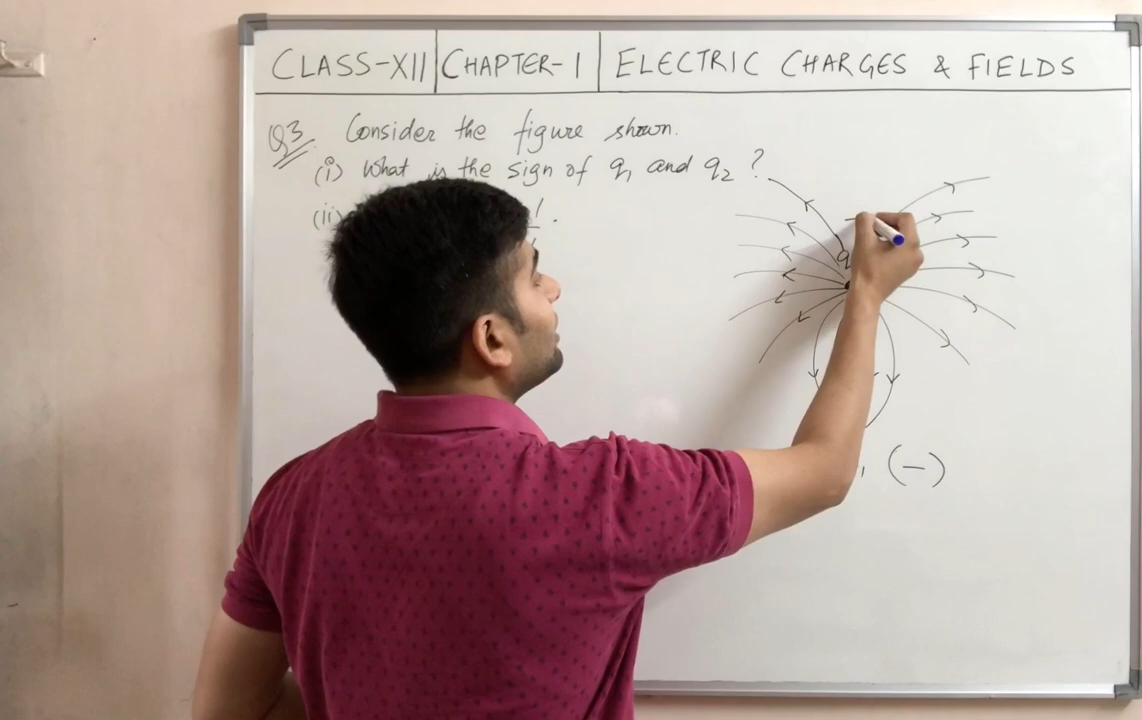 CLASS-XII CHAPTER-1 ELECTRIC CHARGES & FIELDS
Q3. Consider the figure shown.
(i) What is the sign of q1 and q2 ?
(ii)
q
(-)